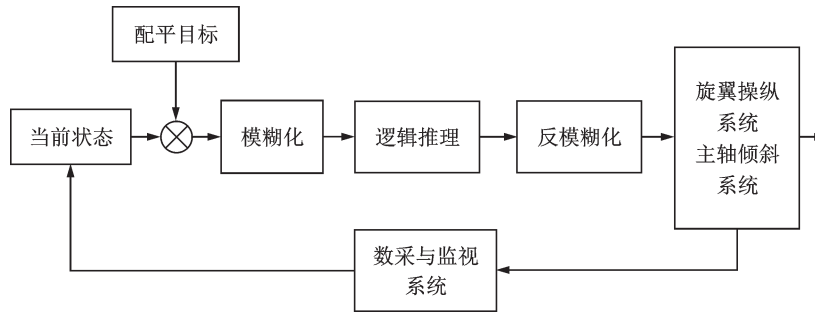 配平目标
当前状态
模糊化
逻辑推理
反模糊化
旋翼操纵
系统
主轴倾斜
系统
数采与监视
系统